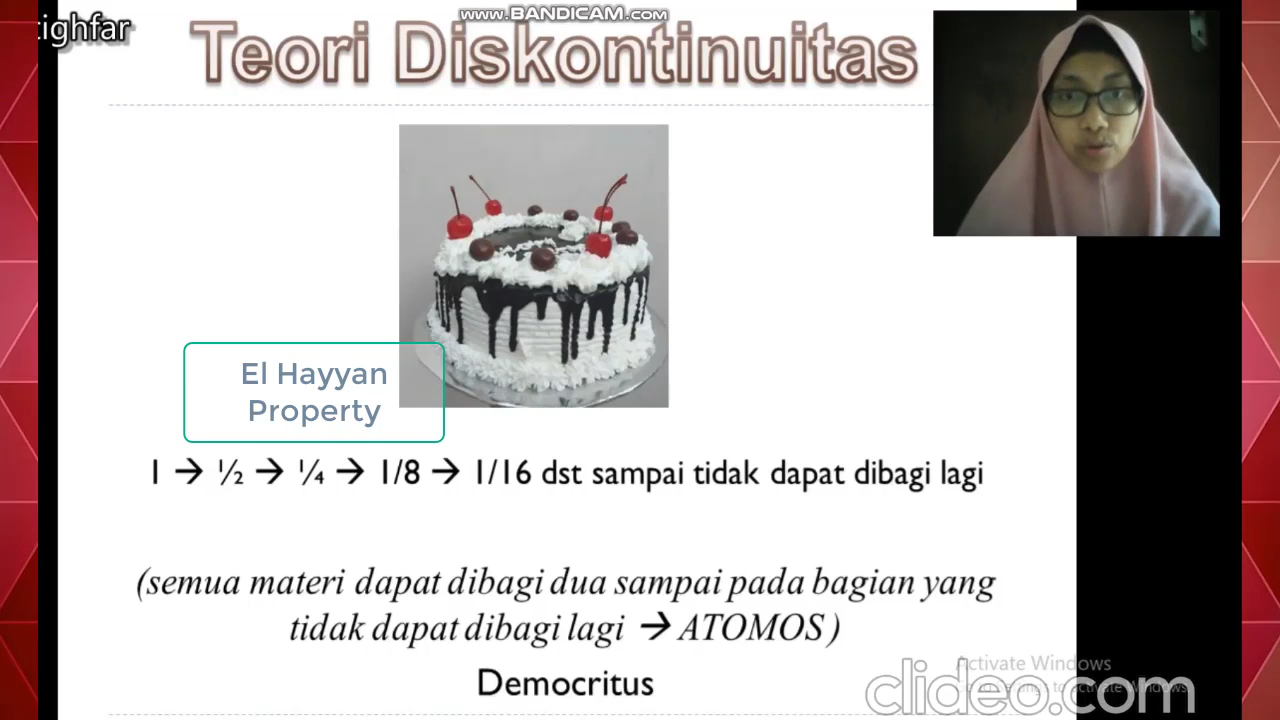 www.BANDICAM.com
tighfar
Teori Diskontinuitas
El Hayyan
Property
1 → ½ → ¼ → 1/8 → 1/16 dst sampai tidak dapat dibagi lagi
(semua materi dapat dibagi dua sampai pada bagian yang
tidak dapat dibagi lagi → ATOMOS )
Democritus
Activate Windows
clideo.com